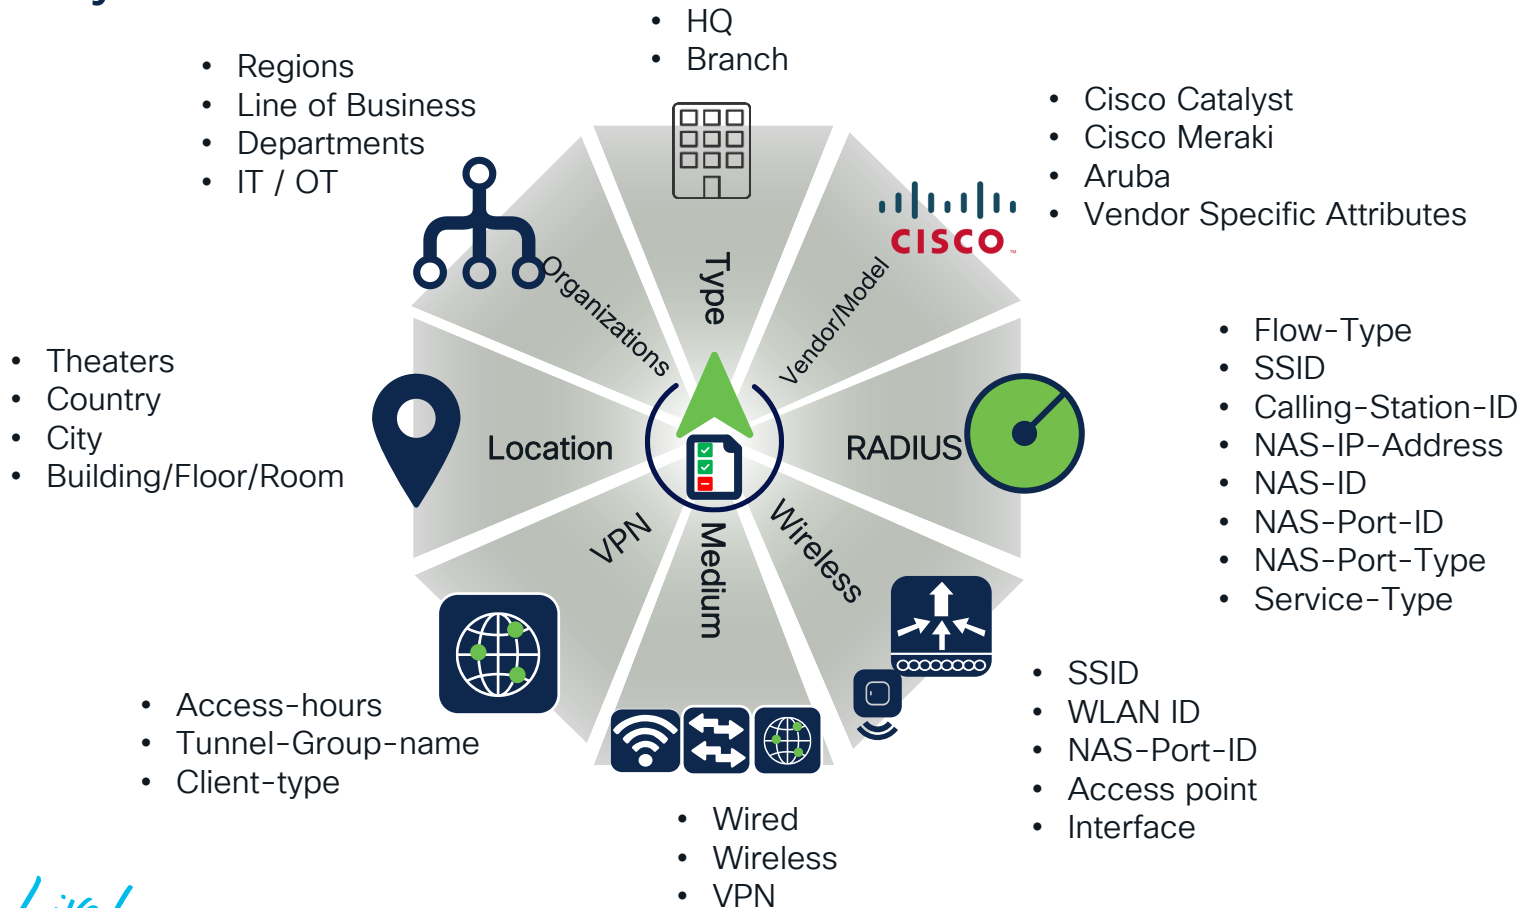 • HQ
• Branch
• Regions
• Line of Business
• Departments
• IT / OT
• Cisco Catalyst
• Cisco Meraki
• Aruba
• Vendor Specific Attributes
CISCO
Organizations
Type
Vendor/Model
• Theaters
• Country
• City
• Building/Floor/Room
Location
RADIUS
• Flow-Type
• SSID
• Calling-Station-ID
• NAS-IP-Address
• NAS-ID
• NAS-Port-ID
• NAS-Port-Type
• Service-Type
VPN
Medium
Wireless
• Access-hours
• Tunnel-Group-name
• Client-type
• SSID
• WLAN ID
• NAS-Port-ID
• Access point
• Interface
• Wired
• Wireless
• VPN